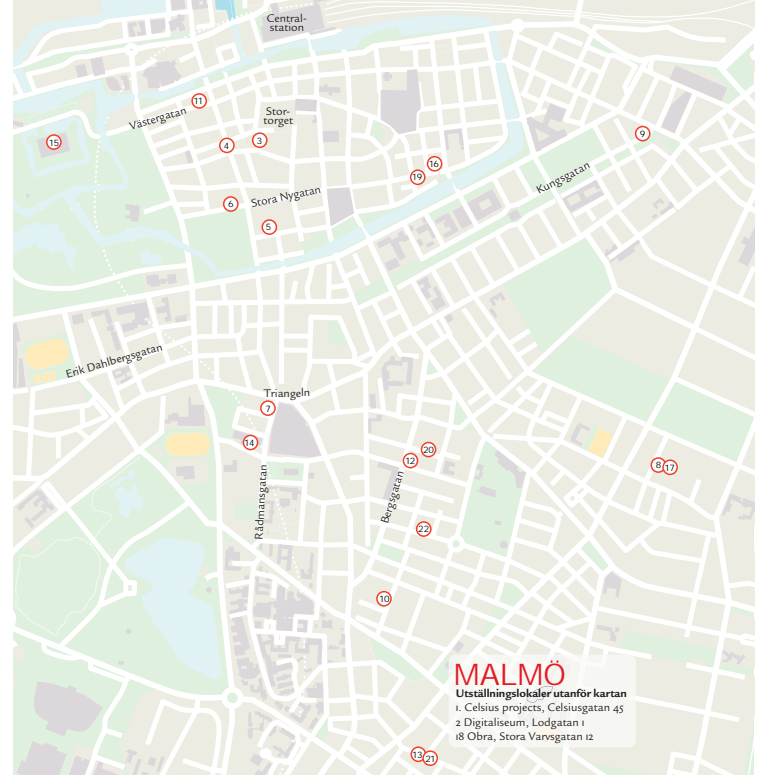 Central-
station
11
Västergatan
Stor-
torget
15
4
3
9
16
19
Kungsgatan
6
Stora Nygatan
5
Erik Dahlbergsgatan
Triangeln
7
14
20
12
8
17
Rådmansgatan
Bergsgatan
22
10
MALMÖ
Utställningslokaler utanför kartan
1. Celsius projects, Celsiusgatan 45
2 Digitaliseum, Lodgatan 1
18 Obra, Stora Varvsgatan 12
13
21